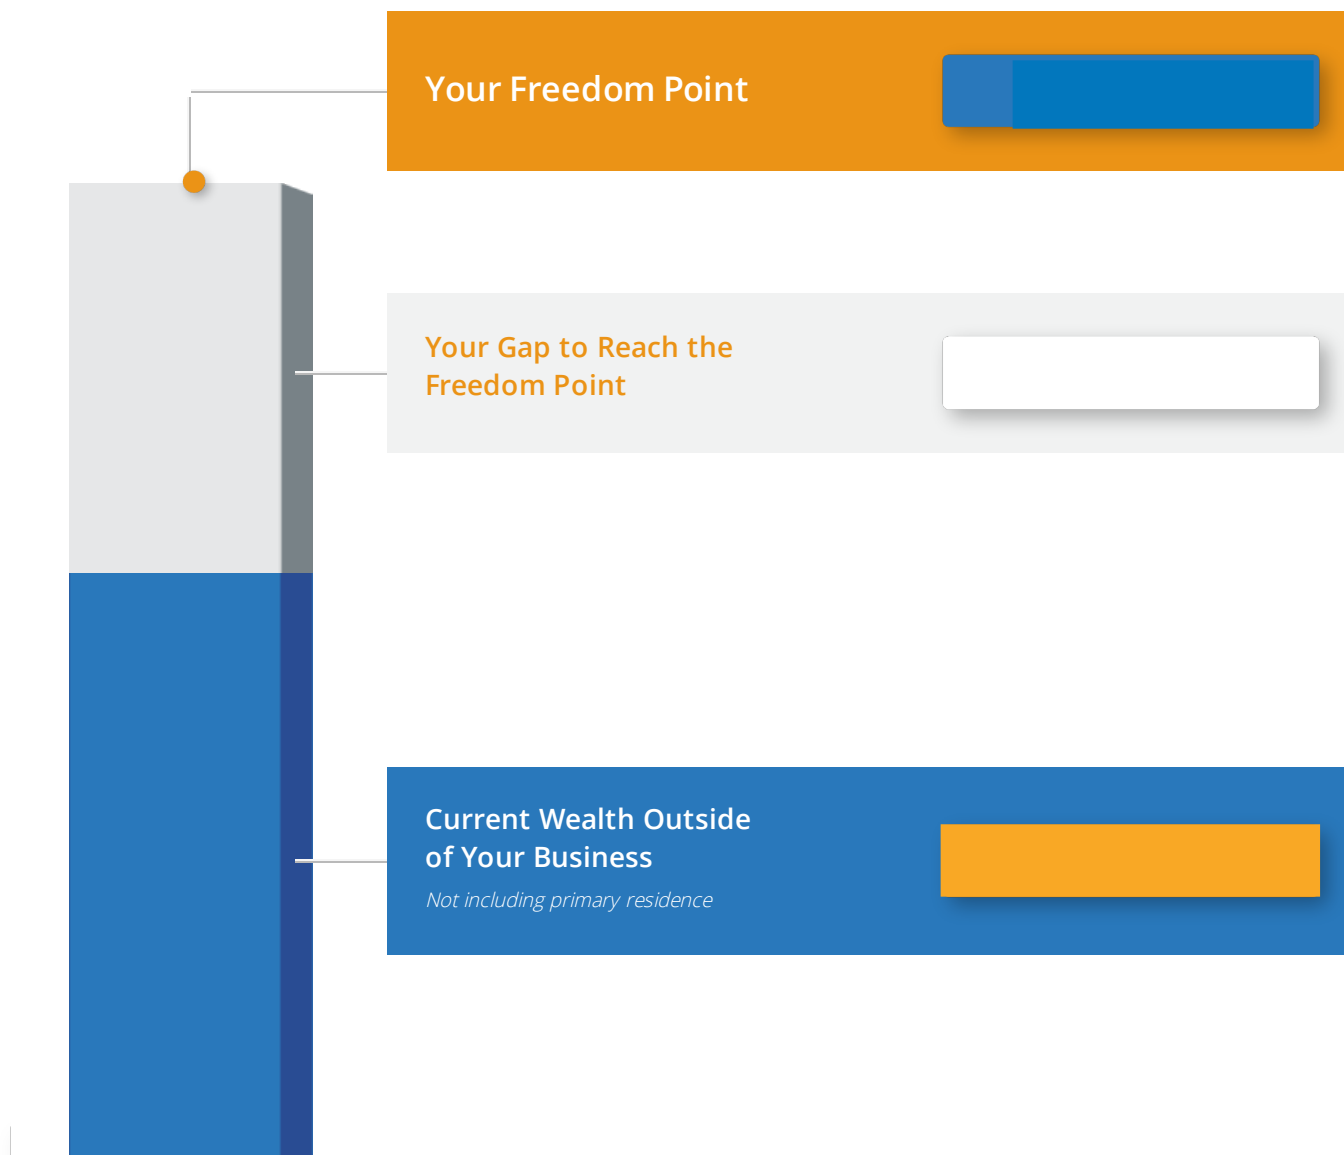 Your Freedom Point
Your Gap to Reach the
Freedom Point
Current Wealth Outside
of Your Business
Not including primary residence